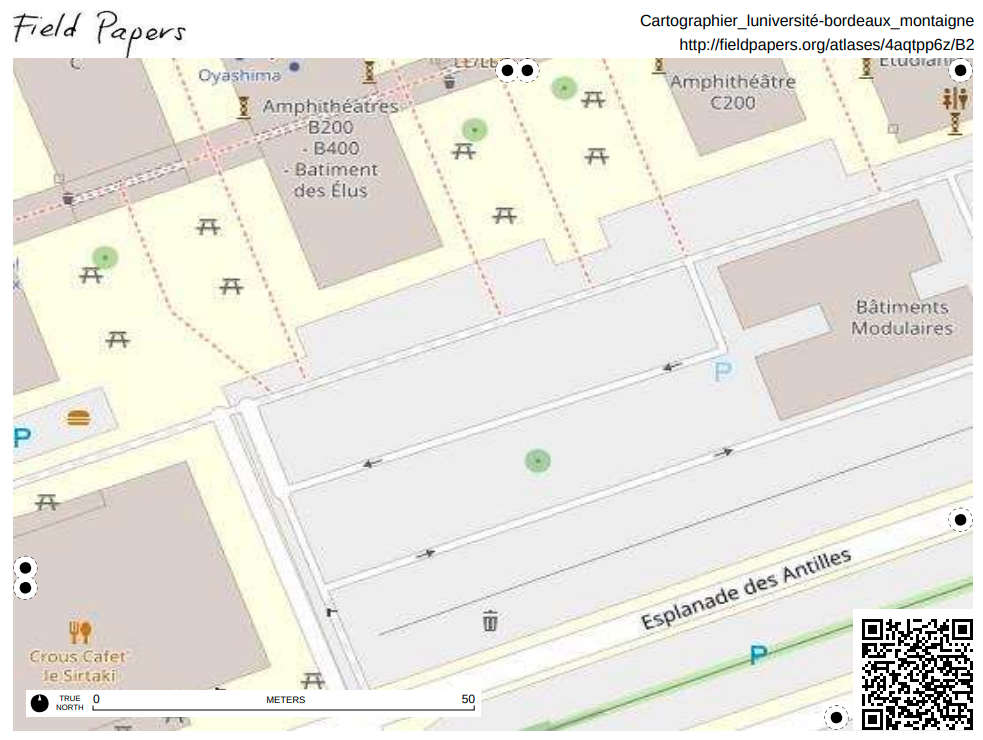 Field Papers
Cartographier_luniversité-bordeaux_montaigne
http://fieldpapers.org/atlases/4aqtpp6z/B2
Oyashima
Amphithéâtres
B200
- B400
- Batiment
des Élus
Amphithéâtre
C200
Bâtiments
Modulaires
P
P
Esplanade des Antilles
P
Crous Cafet'
le Sirtaki
TRUE
NORTH
0
METERS
50